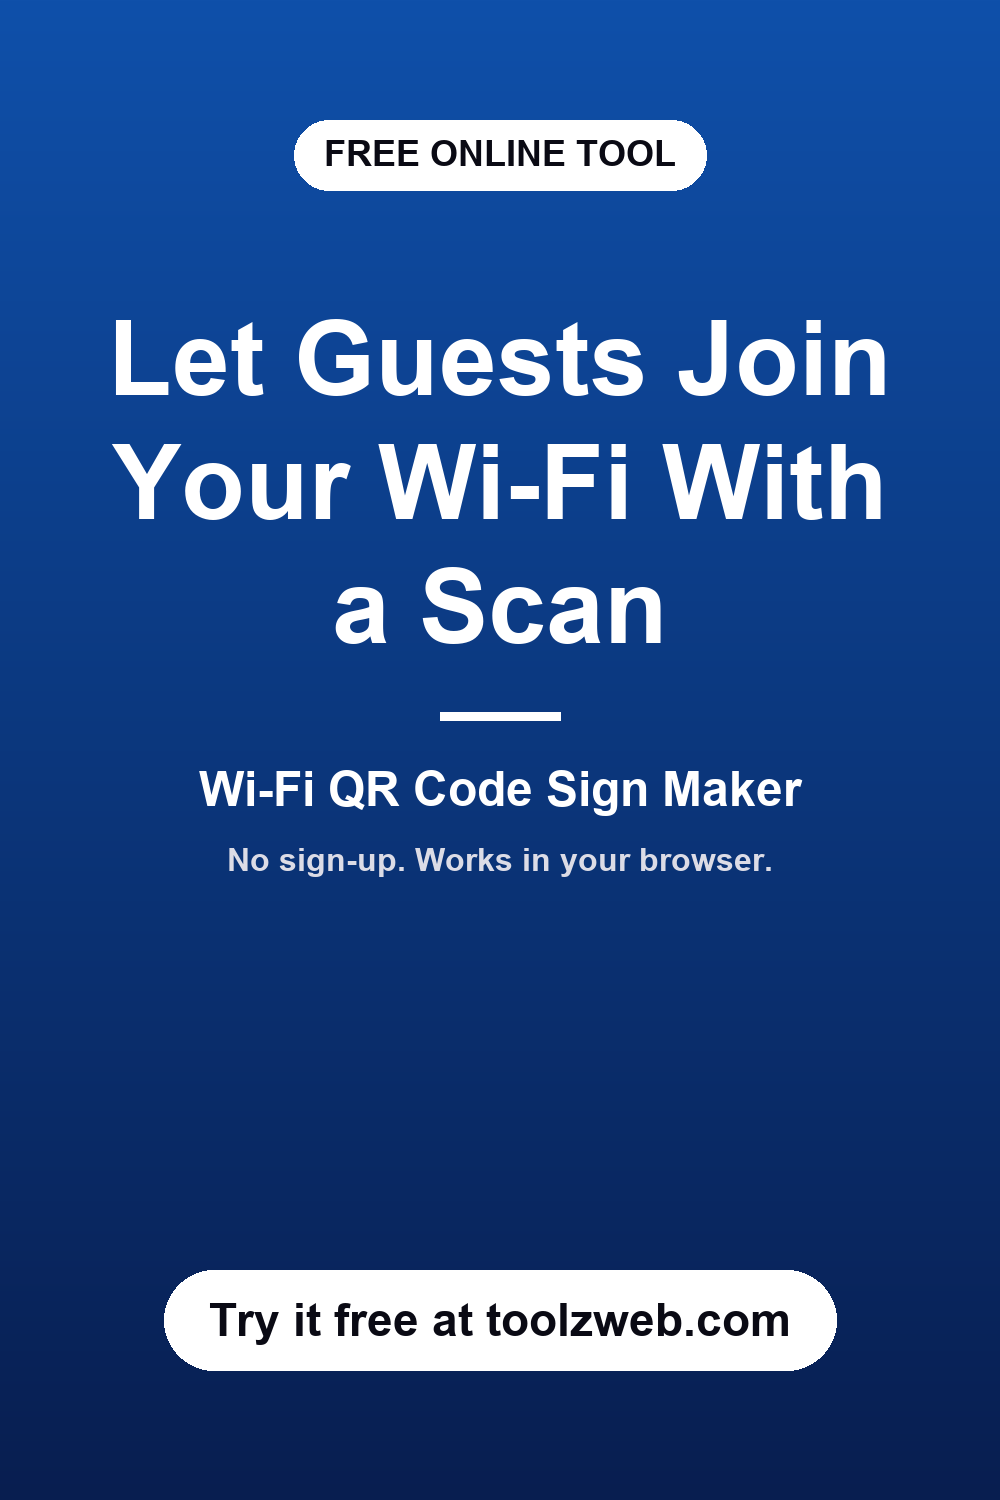 FREE ONLINE TOOL
Let Guests Join
Your Wi-Fi With
a Scan
Wi-Fi QR Code Sign Maker
No sign-up. Works in your browser.
Try it free at toolzweb.com